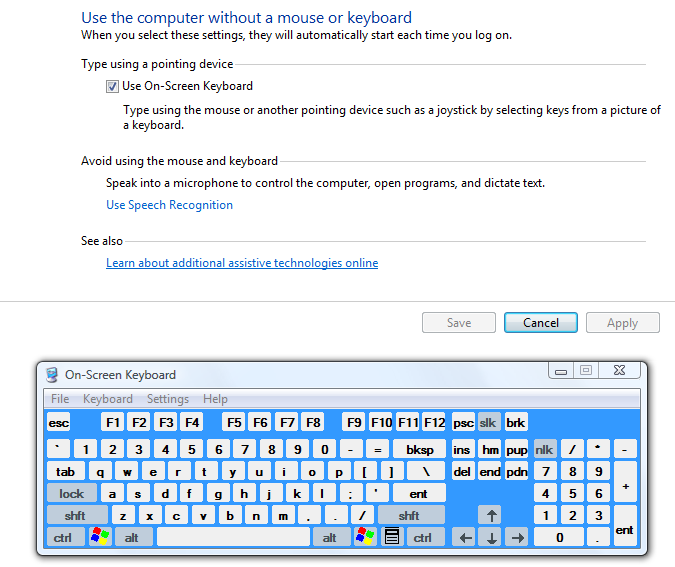 Use the computer without a mouse or keyboard
When you select these settings, they will automatically start each time you log on.
Type using a pointing device
Use On-Screen Keyboard
Type using the mouse or another pointing device such as a joystick by selecting keys from a picture of
a keyboard.
Avoid using the mouse and keyboard
Speak into a microphone to control the computer, open programs, and dictate text.
Use Speech Recognition
See also
Learn about additional assistive technologies online
Save Cancel Apply
On-Screen Keyboard
File Keyboard Settings Help
esc F1 F2 F3 F4 F5 F6 F7 F8 F9 F10 F11 F12 psc slk brk
` 1 2 3 4 5 6 7 8 9 0 - = bksp ins hm pup nlk / * -
tab q w e r t y u i o p [ ] \ del end pdn 7 8 9 +
lock a s d f g h j k l ; ' ent 4 5 6
shft z x c v b n m , . / shft ↑ 1 2 3 ent
ctrl alt alt ctrl ← ↓ → 0 .